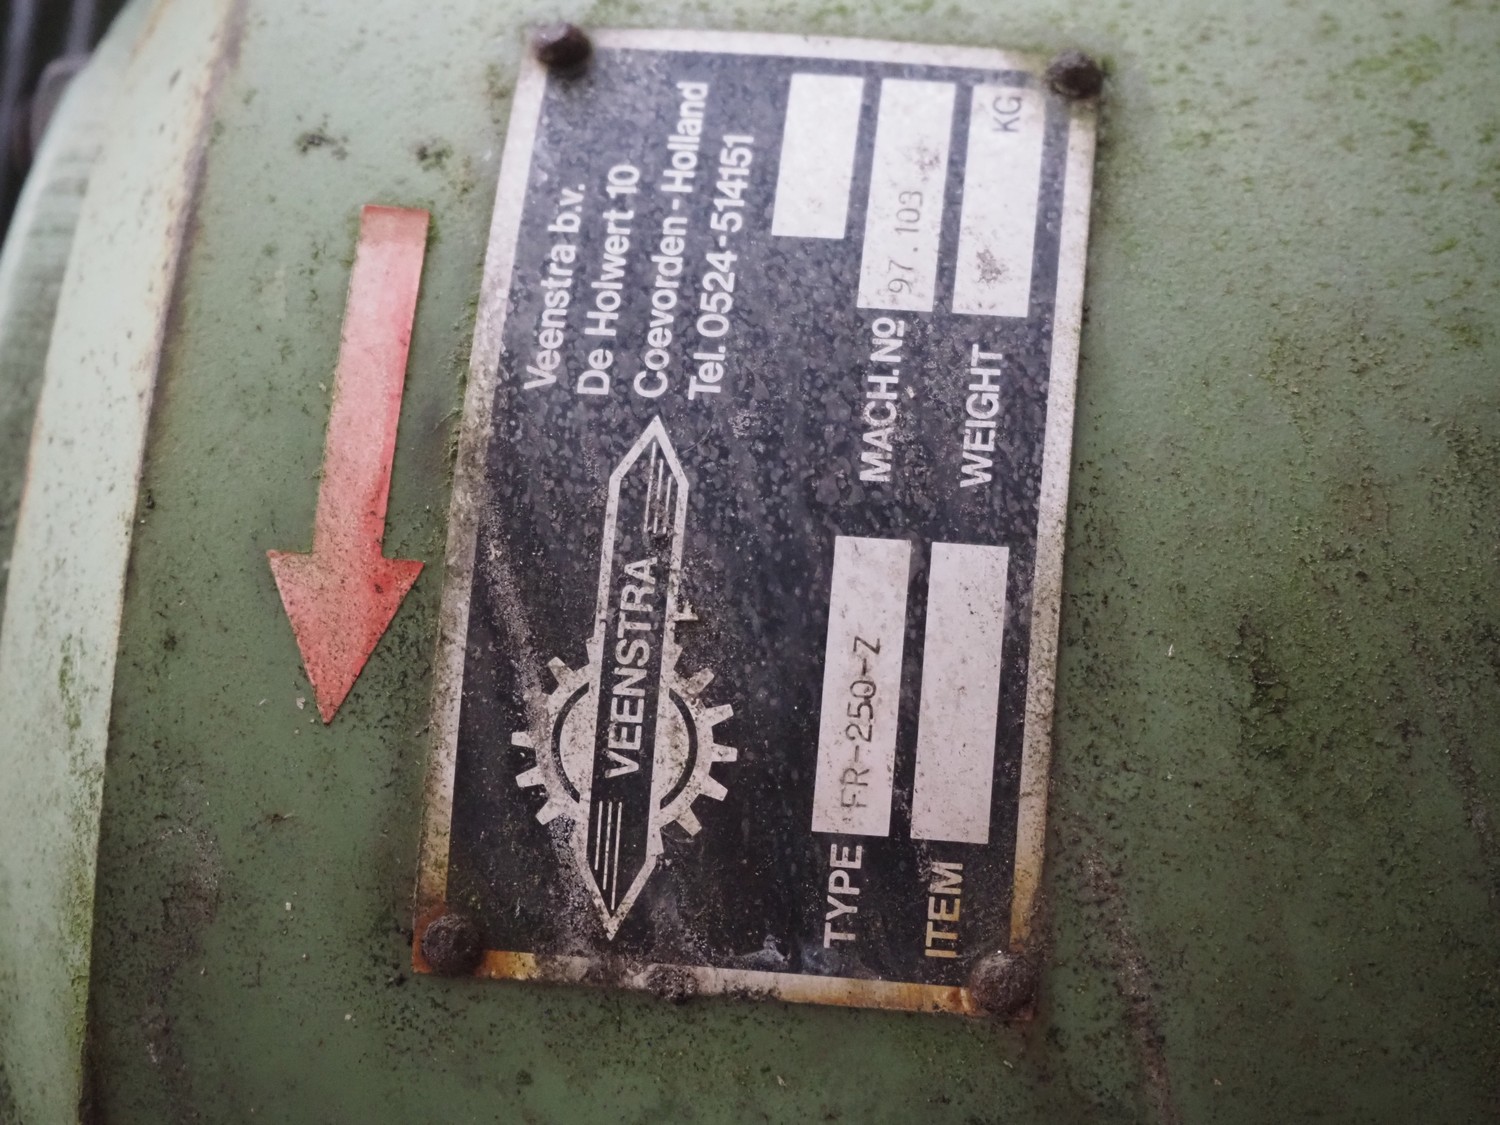 VEENSTRA
Veenstra b.v.
De Holwert 10
Coevorden - Holland
Tel. 0524 - 514151
TYPE FR-250-Z MACH.No 97.103
ITEM WEIGHT KG